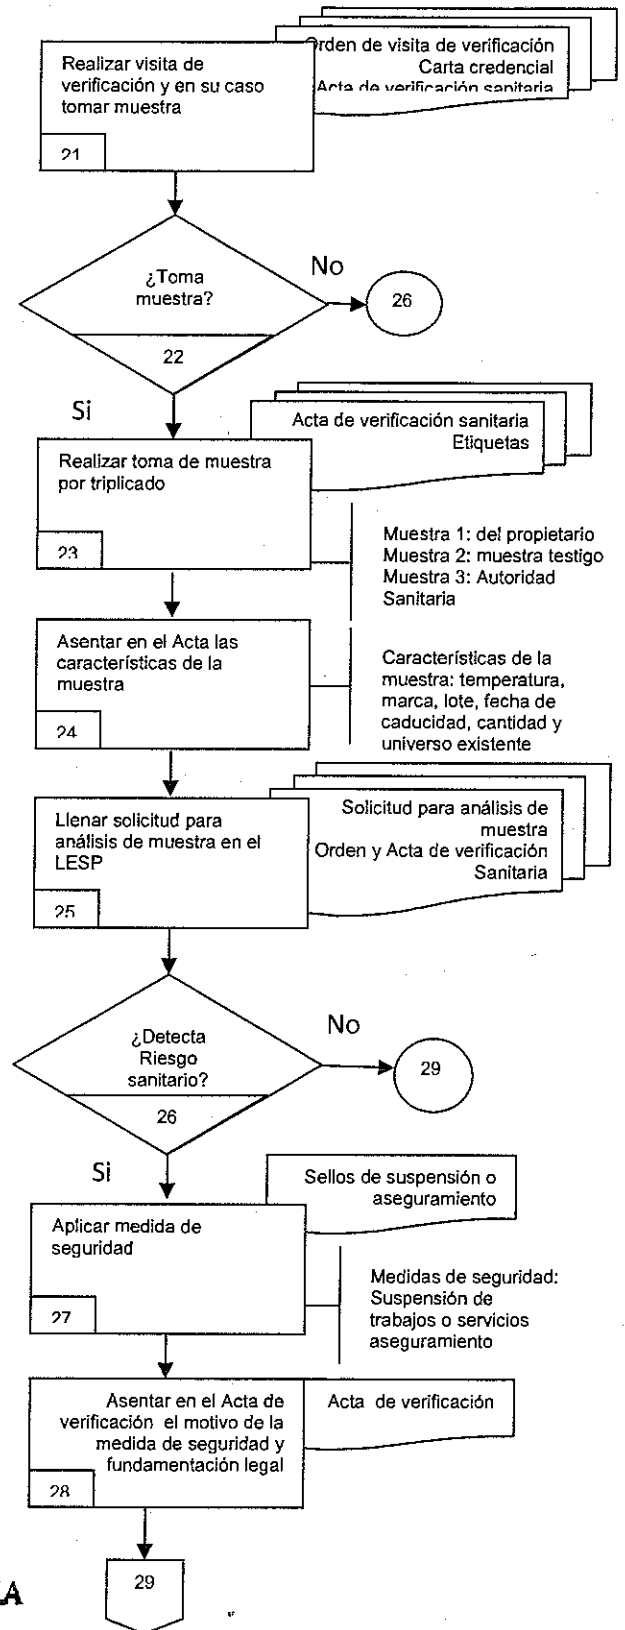 Realizar visita de
verificación y en su caso
tomar muestra
21
Orden de visita de verificación
Carta credencial
Acta de verificación sanitaria
¿Toma
muestra?
22
No
26
Si
Acta de verificación sanitaria
Etiquetas
Realizar toma de muestra
por triplicado
23
Muestra 1: del propietario
Muestra 2: muestra testigo
Muestra 3: Autoridad
Sanitaria
Asentar en el Acta las
características de la
muestra
24
Características de la
muestra: temperatura,
marca, lote, fecha de
caducidad, cantidad y
universo existente
Llenar solicitud para
análisis de muestra en el
LESP
25
Solicitud para análisis de
muestra
Orden y Acta de verificación
Sanitaria
¿Detecta
Riesgo
sanitario?
26
No
29
Si
Sellos de suspensión o
aseguramiento
Aplicar medida de
seguridad
27
Medidas de seguridad:
Suspensión de
trabajos o servicios
aseguramiento
Asentar en el Acta de
verificación el motivo de la
medida de seguridad y
fundamentación legal
28
Acta de verificación
29